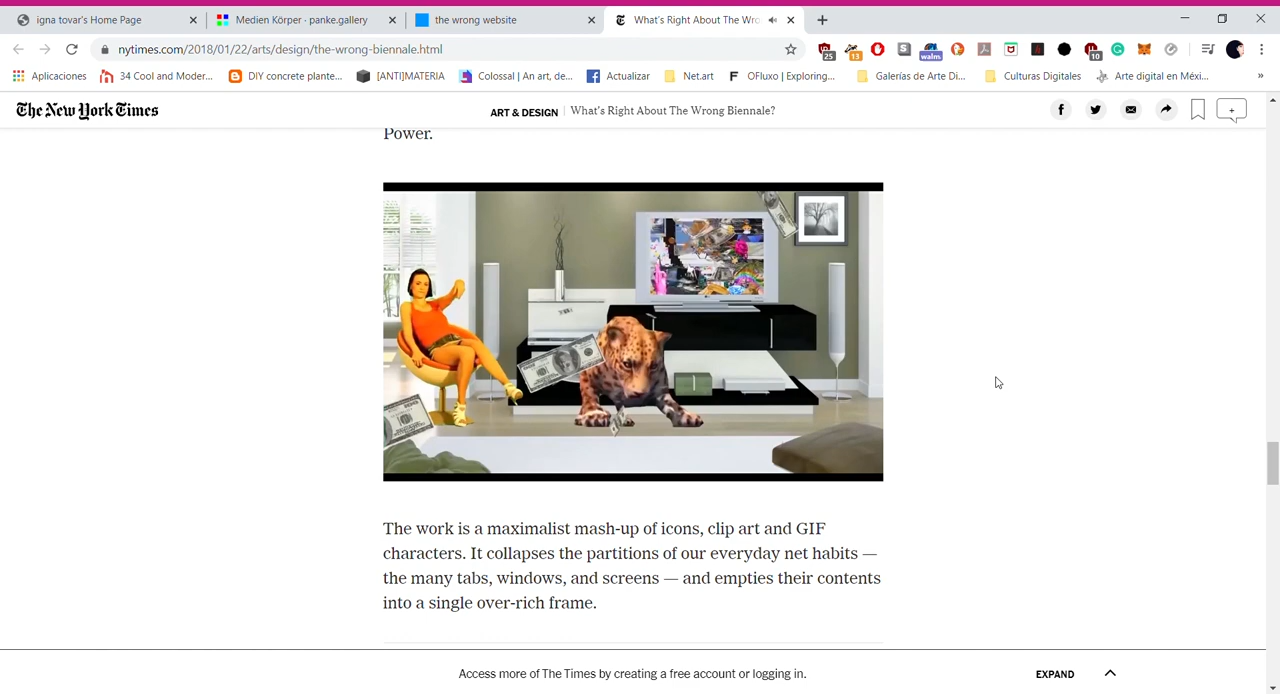 igna tovar's Home Page
Medien Körper · panke.gallery
the wrong website
What's Right About The Wro
nytimes.com/2018/01/22/arts/design/the-wrong-biennale.html
25
13
walm
10
Aplicaciones
34 Cool and Moder...
DIY concrete plante...
[ANTI]MATERIA
Colossal | An art, de...
Actualizar
Net.art
OFluxo | Exploring...
Galerías de Arte Di...
Culturas Digitales
Arte digital en Méxi...
»
The New York Times
ART & DESIGN
What's Right About The Wrong Biennale?
Power.
The work is a maximalist mash-up of icons, clip art and GIF
characters. It collapses the partitions of our everyday net habits —
the many tabs, windows, and screens — and empties their contents
into a single over-rich frame.
Access more of The Times by creating a free account or logging in.
EXPAND